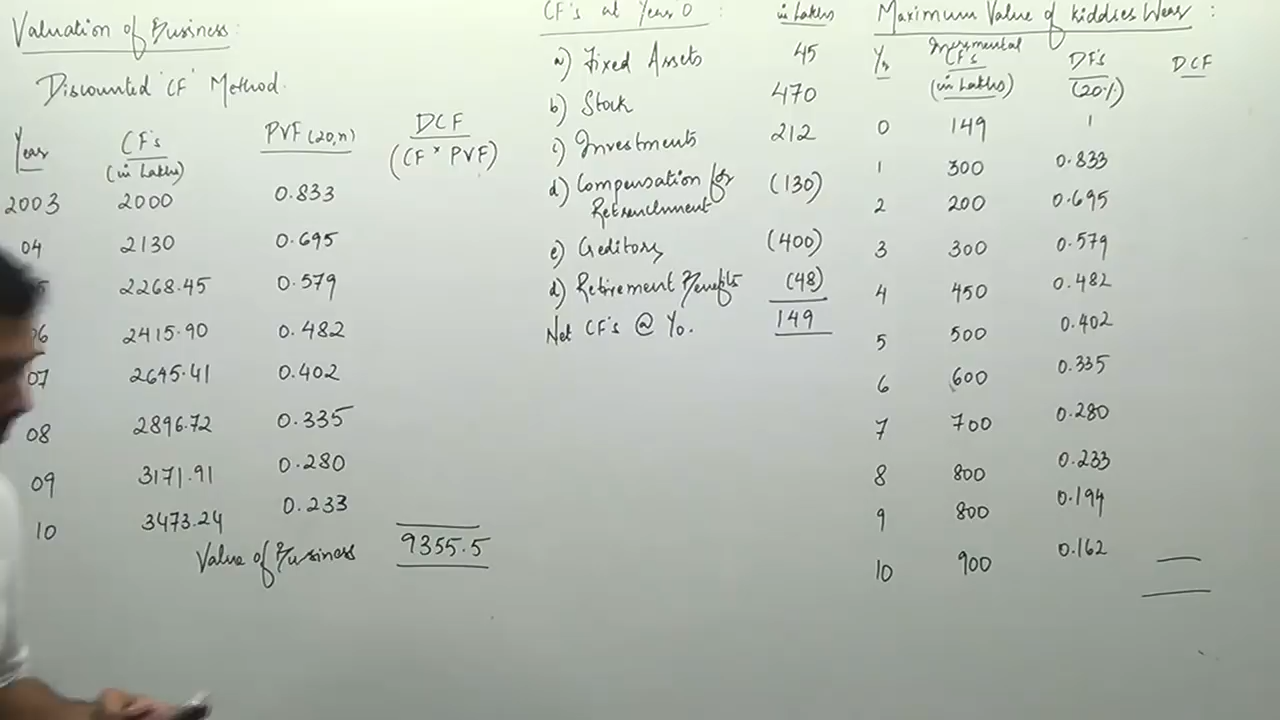 Valuation of Business:
Discounted 'CF' Method.
Years CF's (in Lakhs) PVF (20,n) DCF (CF * PVF)
2003 2000 0.833
04 2130 0.695
5 2268.45 0.579
06 2415.90 0.482
07 2645.41 0.402
08 2896.72 0.335
09 3171.91 0.280
10 3473.24 0.233
Value of Business 9355.5
CF's at Year 0 : in Lakhs
a) Fixed Assets 45
b) Stock 470
c) Investments 212
d) Compensation for
Retrenchment (130)
e) Creditors (400)
d) Retirement Benefits (48)
Net CF's @ Y0. 149
Maximum Value of Kiddies Wear :
Yr Incremental CF's (in Lakhs) DF's (20%) DCF
0 149 1
1 300 0.833
2 200 0.695
3 300 0.579
4 450 0.482
5 500 0.402
6 600 0.335
7 700 0.280
8 800 0.233
9 800 0.194
10 900 0.162